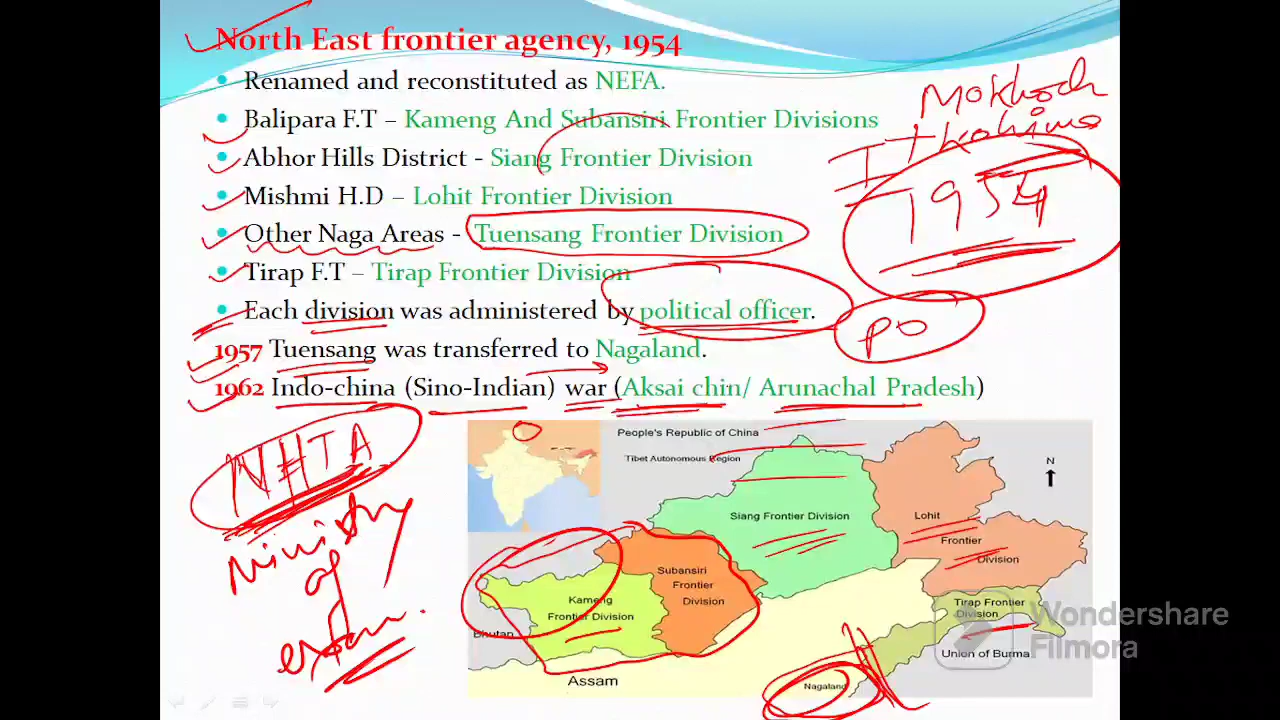 North East frontier agency, 1954
Renamed and reconstituted as NEFA.
Balipara F.T – Kameng And Subansiri Frontier Divisions
Abhor Hills District - Siang Frontier Division
Mishmi H.D – Lohit Frontier Division
Other Naga Areas - Tuensang Frontier Division
Tirap F.T – Tirap Frontier Division
Each division was administered by political officer.
1957 Tuensang was transferred to Nagaland.
1962 Indo-china (Sino-Indian) war (Aksai chin/ Arunachal Pradesh)
1954
PO
NHTA
Ministry
of
People's Republic of China
Tibet Autonomous Region
N
Siang Frontier Division
Lohit
Frontier
Division
Subansiri
Frontier
Division
Kameng
Frontier Division
Tirap Frontier
Division
Bhutan
Union of Burma
Assam
Nagaland
Wondershare
Filmora